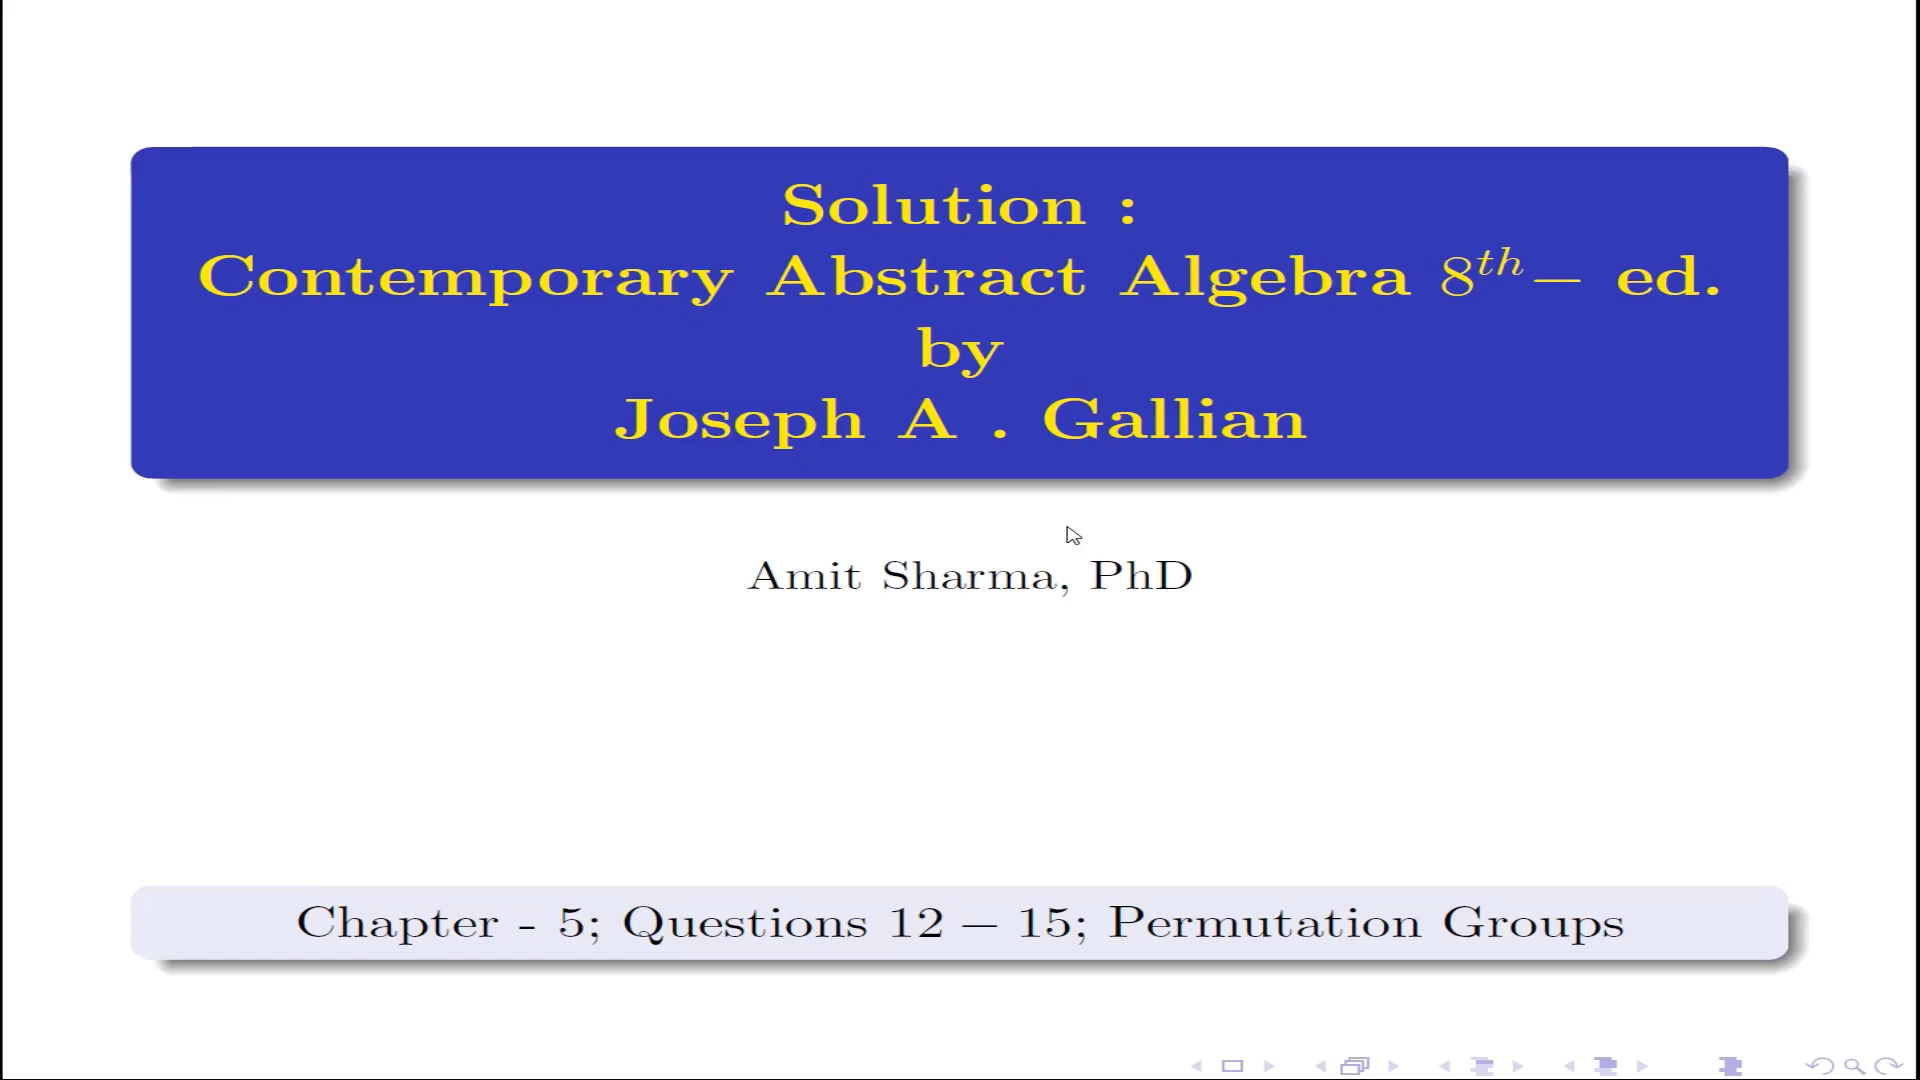 Solution :
Contemporary Abstract Algebra 8th− ed.
by
Joseph A . Gallian
Amit Sharma, PhD
Chapter - 5; Questions 12 − 15; Permutation Groups